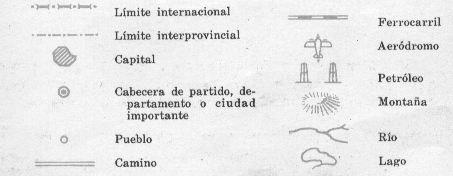 Límite internacional
Límite interprovincial
Capital
Cabecera de partido, de-
partamento o ciudad
importante
Pueblo
Camino
Ferrocarril
Aeródromo
Petróleo
Montaña
Río
Lago